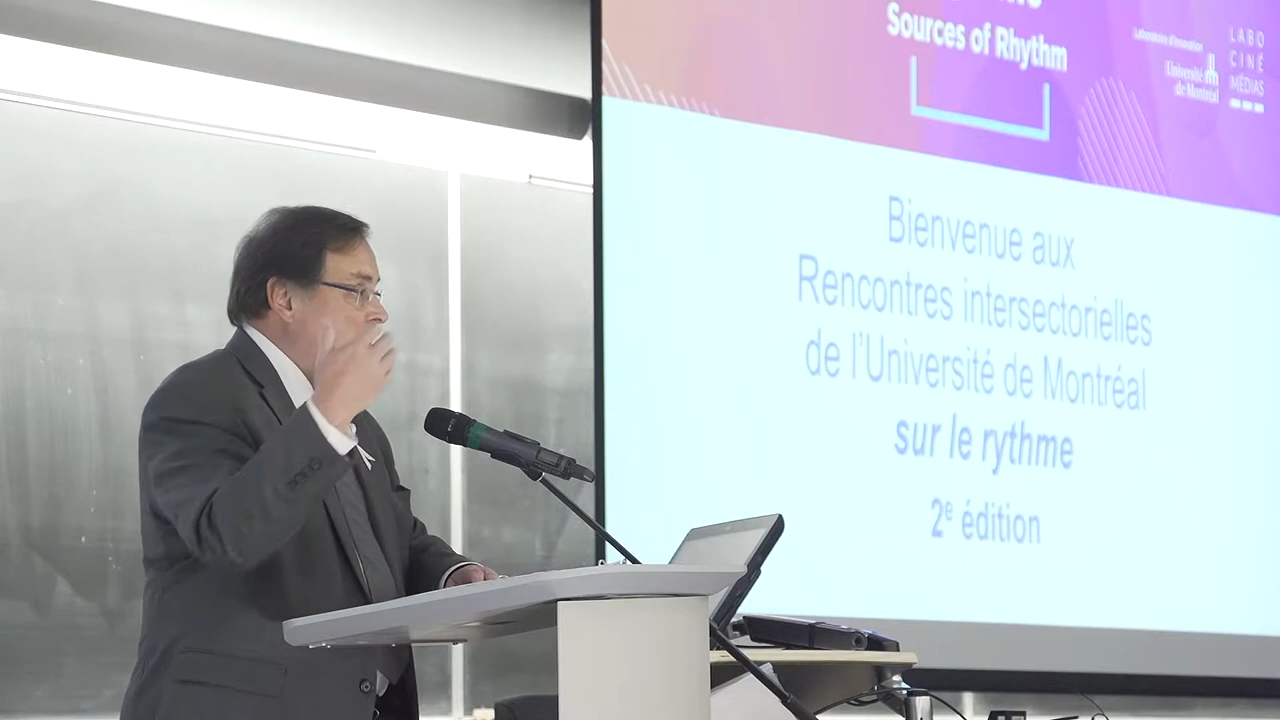 Sources of Rhythm
Laboratoire d'innovation
Université
de Montréal
LABO
CINÉ
MÉDIAS
Bienvenue aux
Rencontres intersectorielles
de l'Université de Montréal
sur le rythme
2e édition